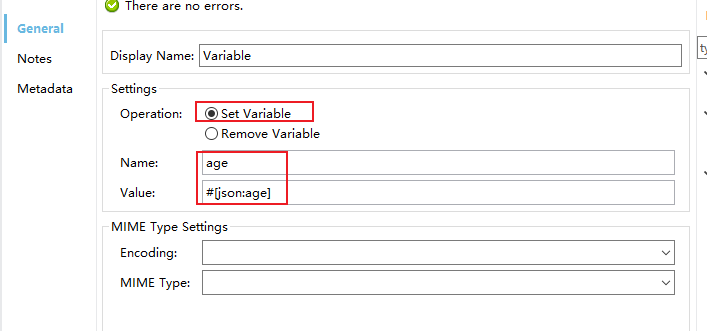 There are no errors.
General
Notes
Metadata
Display Name: Variable
Settings
Operation: Set Variable
Remove Variable
Name: age
Value: #[json:age]
MIME Type Settings
Encoding:
MIME Type:
ty